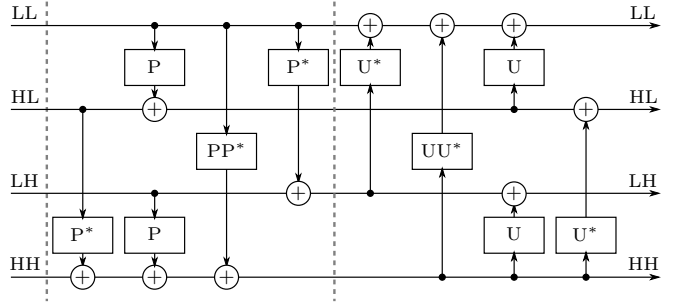 LL LL
P P* U* U
HL HL
PP* UU*
LH LH
P* P U U*
HH HH